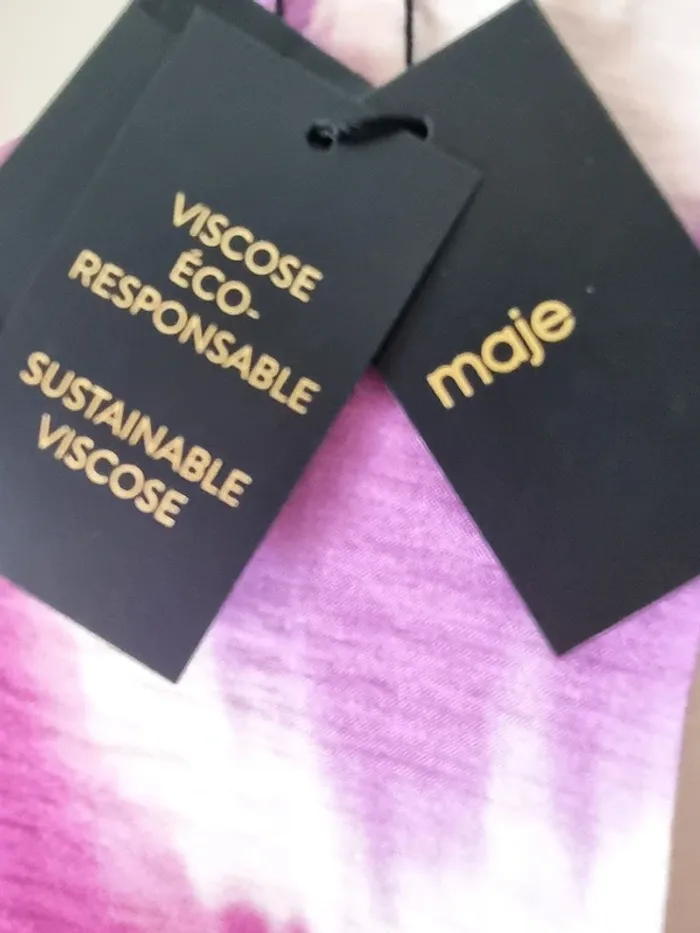 VISCOSE
ÉCO-
RESPONSABLE
SUSTAINABLE
VISCOSE
maje